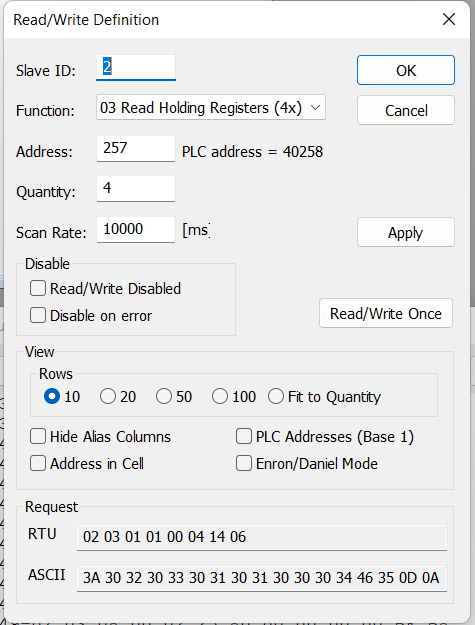 Read/Write Definition
Slave ID: 2 OK
Function: 03 Read Holding Registers (4x) Cancel
Address: 257 PLC address = 40258
Quantity: 4
Scan Rate: 10000 [ms] Apply
Disable
Read/Write Disabled
Disable on error
Read/Write Once
View
Rows
10 20 50 100 Fit to Quantity
Hide Alias Columns PLC Addresses (Base 1)
Address in Cell Enron/Daniel Mode
Request
RTU 02 03 01 01 00 04 14 06
ASCII 3A 30 32 30 33 30 31 30 31 30 30 30 34 46 35 0D 0A